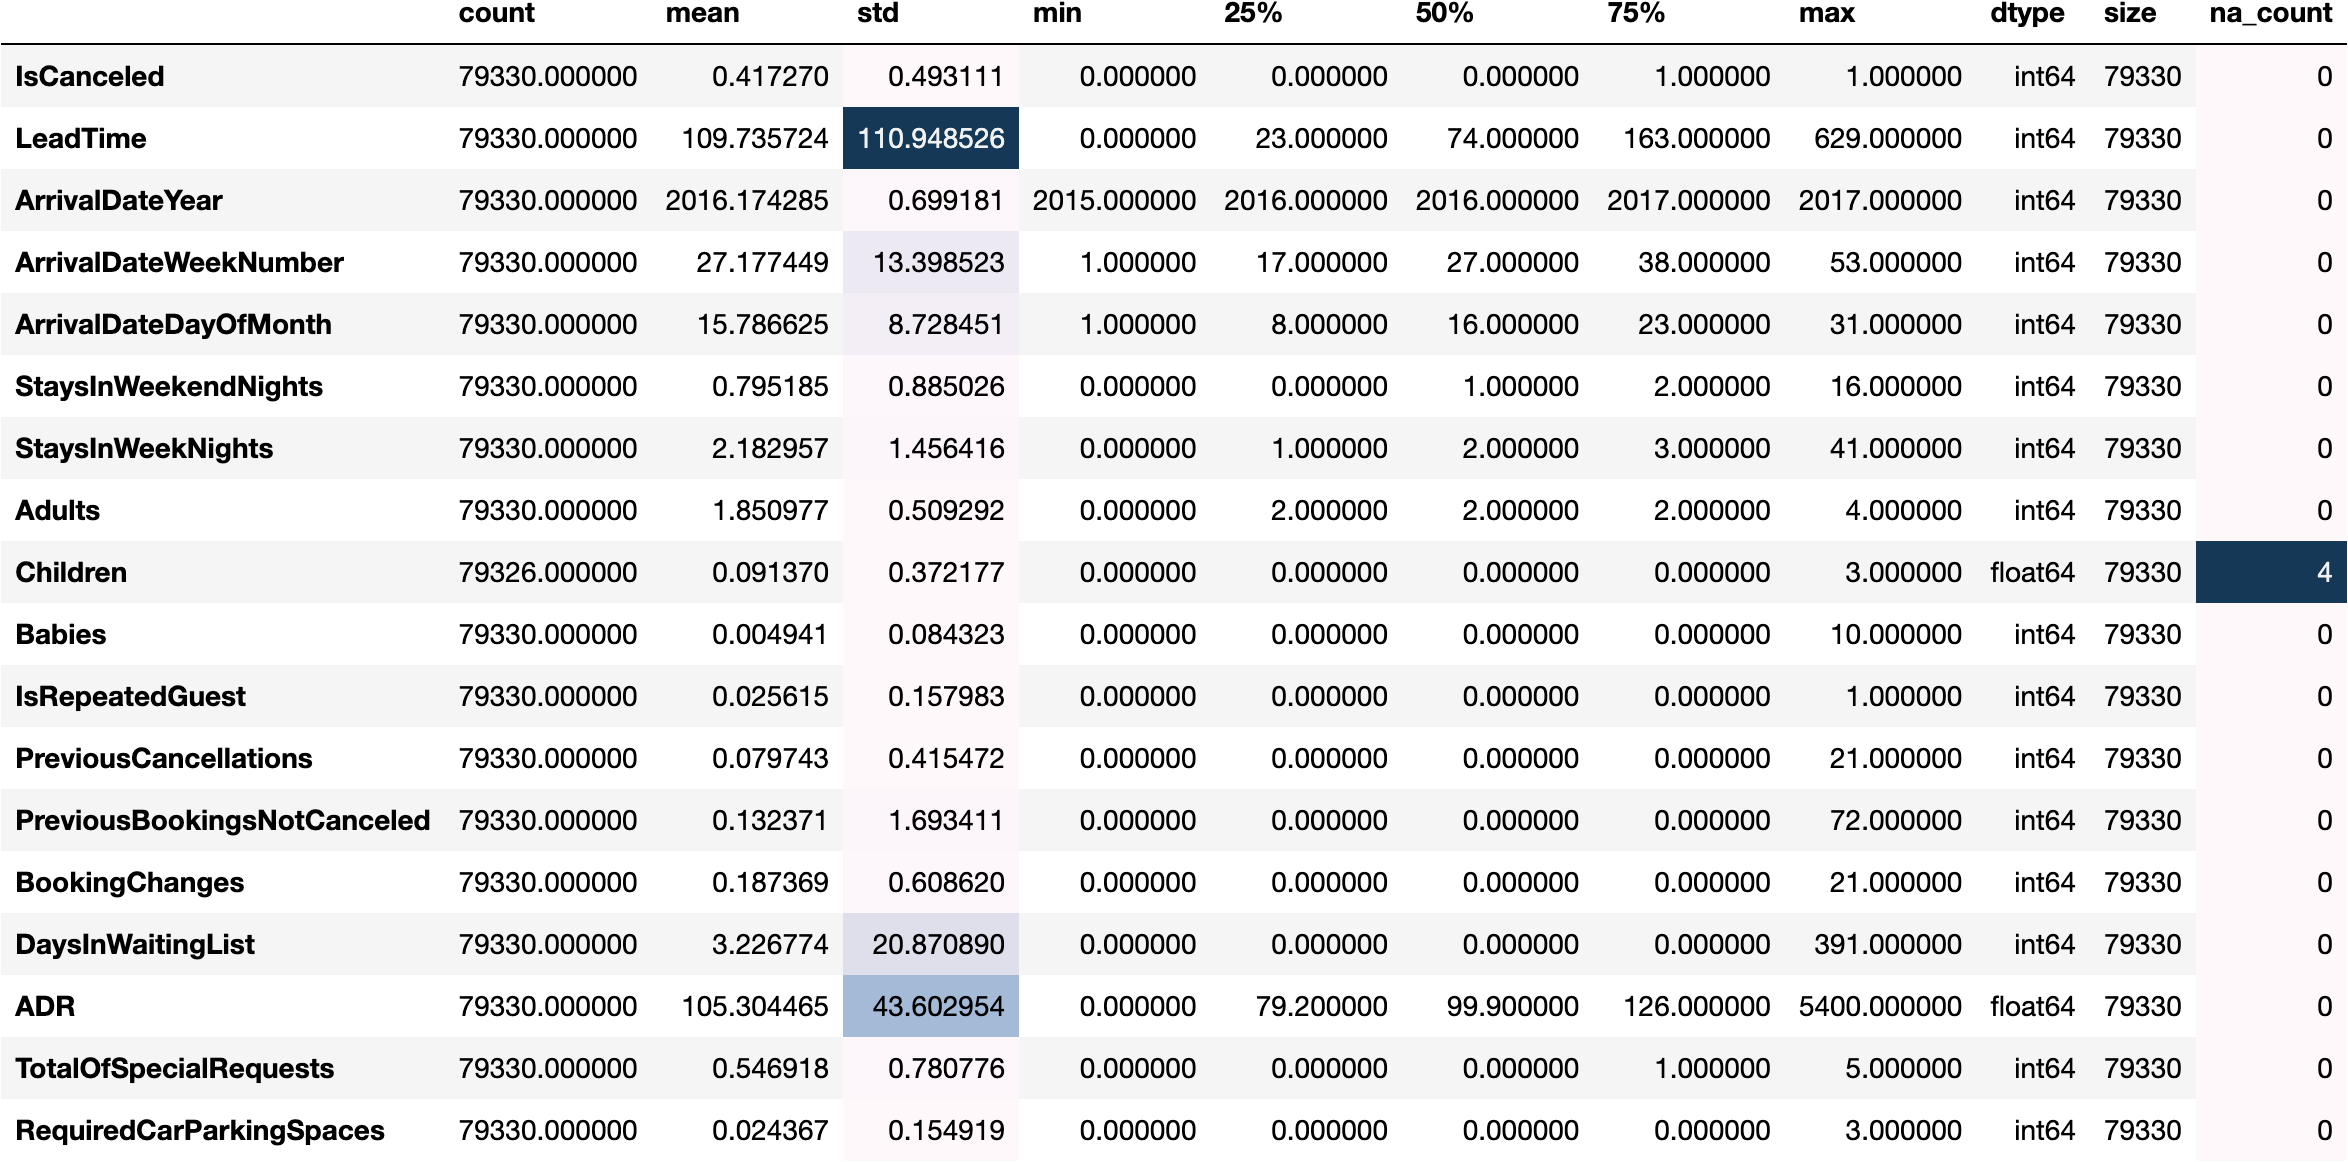 count mean std min 25% 50% 75% max dtype size na_count
IsCanceled 79330.000000 0.417270 0.493111 0.000000 0.000000 0.000000 1.000000 1.000000 int64 79330 0
LeadTime 79330.000000 109.735724 110.948526 0.000000 23.000000 74.000000 163.000000 629.000000 int64 79330 0
ArrivalDateYear 79330.000000 2016.174285 0.699181 2015.000000 2016.000000 2016.000000 2017.000000 2017.000000 int64 79330 0
ArrivalDateWeekNumber 79330.000000 27.177449 13.398523 1.000000 17.000000 27.000000 38.000000 53.000000 int64 79330 0
ArrivalDateDayOfMonth 79330.000000 15.786625 8.728451 1.000000 8.000000 16.000000 23.000000 31.000000 int64 79330 0
StaysInWeekendNights 79330.000000 0.795185 0.885026 0.000000 0.000000 1.000000 2.000000 16.000000 int64 79330 0
StaysInWeekNights 79330.000000 2.182957 1.456416 0.000000 1.000000 2.000000 3.000000 41.000000 int64 79330 0
Adults 79330.000000 1.850977 0.509292 0.000000 2.000000 2.000000 2.000000 4.000000 int64 79330 0
Children 79326.000000 0.091370 0.372177 0.000000 0.000000 0.000000 0.000000 3.000000 float64 79330 4
Babies 79330.000000 0.004941 0.084323 0.000000 0.000000 0.000000 0.000000 10.000000 int64 79330 0
IsRepeatedGuest 79330.000000 0.025615 0.157983 0.000000 0.000000 0.000000 0.000000 1.000000 int64 79330 0
PreviousCancellations 79330.000000 0.079743 0.415472 0.000000 0.000000 0.000000 0.000000 21.000000 int64 79330 0
PreviousBookingsNotCanceled 79330.000000 0.132371 1.693411 0.000000 0.000000 0.000000 0.000000 72.000000 int64 79330 0
BookingChanges 79330.000000 0.187369 0.608620 0.000000 0.000000 0.000000 0.000000 21.000000 int64 79330 0
DaysInWaitingList 79330.000000 3.226774 20.870890 0.000000 0.000000 0.000000 0.000000 391.000000 int64 79330 0
ADR 79330.000000 105.304465 43.602954 0.000000 79.200000 99.900000 126.000000 5400.000000 float64 79330 0
TotalOfSpecialRequests 79330.000000 0.546918 0.780776 0.000000 0.000000 0.000000 1.000000 5.000000 int64 79330 0
RequiredCarParkingSpaces 79330.000000 0.024367 0.154919 0.000000 0.000000 0.000000 0.000000 3.000000 int64 79330 0